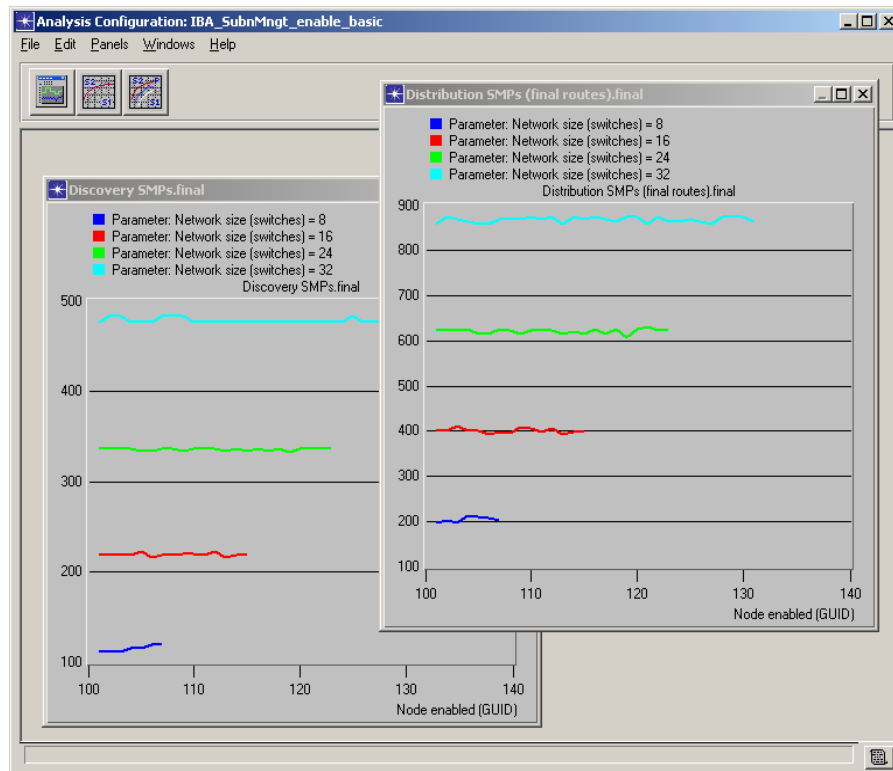 Analysis Configuration: IBA_SubnMngt_enable_basic
File Edit Panels Windows Help
S2 S1
S2 P S1
Distribution SMPs (final routes).final
Parameter: Network size (switches) = 8
Parameter: Network size (switches) = 16
Parameter: Network size (switches) = 24
Parameter: Network size (switches) = 32
Distribution SMPs (final routes).final
900
800
700
600
500
400
300
200
100
100 110 120 130 140
Node enabled (GUID)
Discovery SMPs.final
Parameter: Network size (switches) = 8
Parameter: Network size (switches) = 16
Parameter: Network size (switches) = 24
Parameter: Network size (switches) = 32
Discovery SMPs.final
500
400
300
200
100
100 110 120 130 140
Node enabled (GUID)